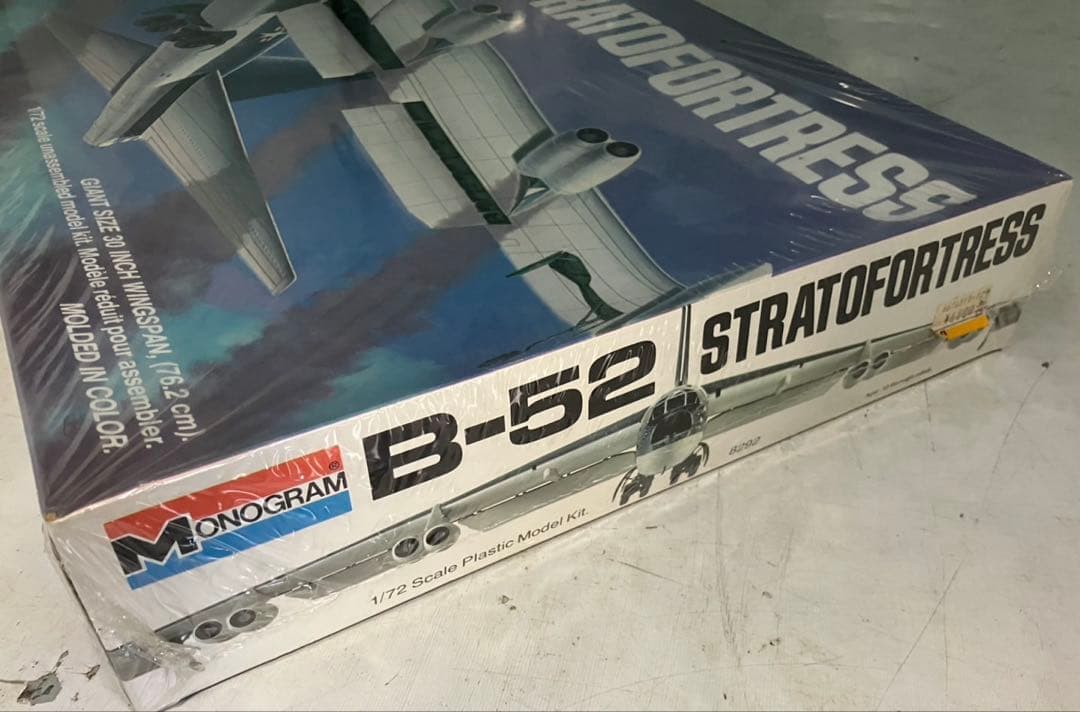 RATOFORTRESS
GIANT SIZE 30 INCH WINGSPAN, (76.2 cm).
1/72 scale unassembled model kit. Modèle réduit pour assembler.
MOLDED IN COLOR.
MONOGRAM®
B-52 STRATOFORTRESS
1/72 Scale Plastic Model Kit.
8292